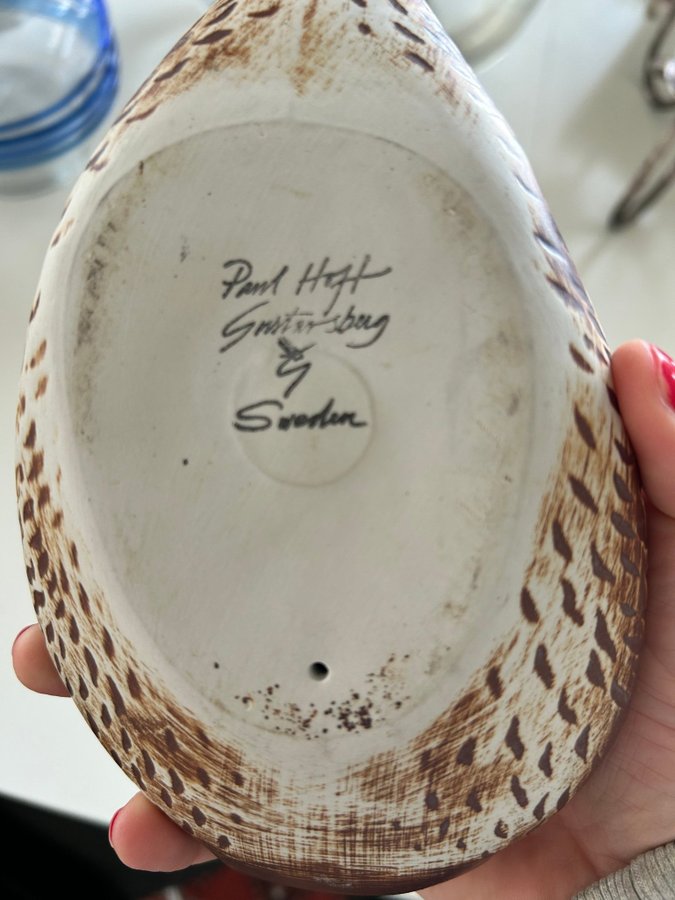 Paul Hoff
Gustavsberg
G
Sweden